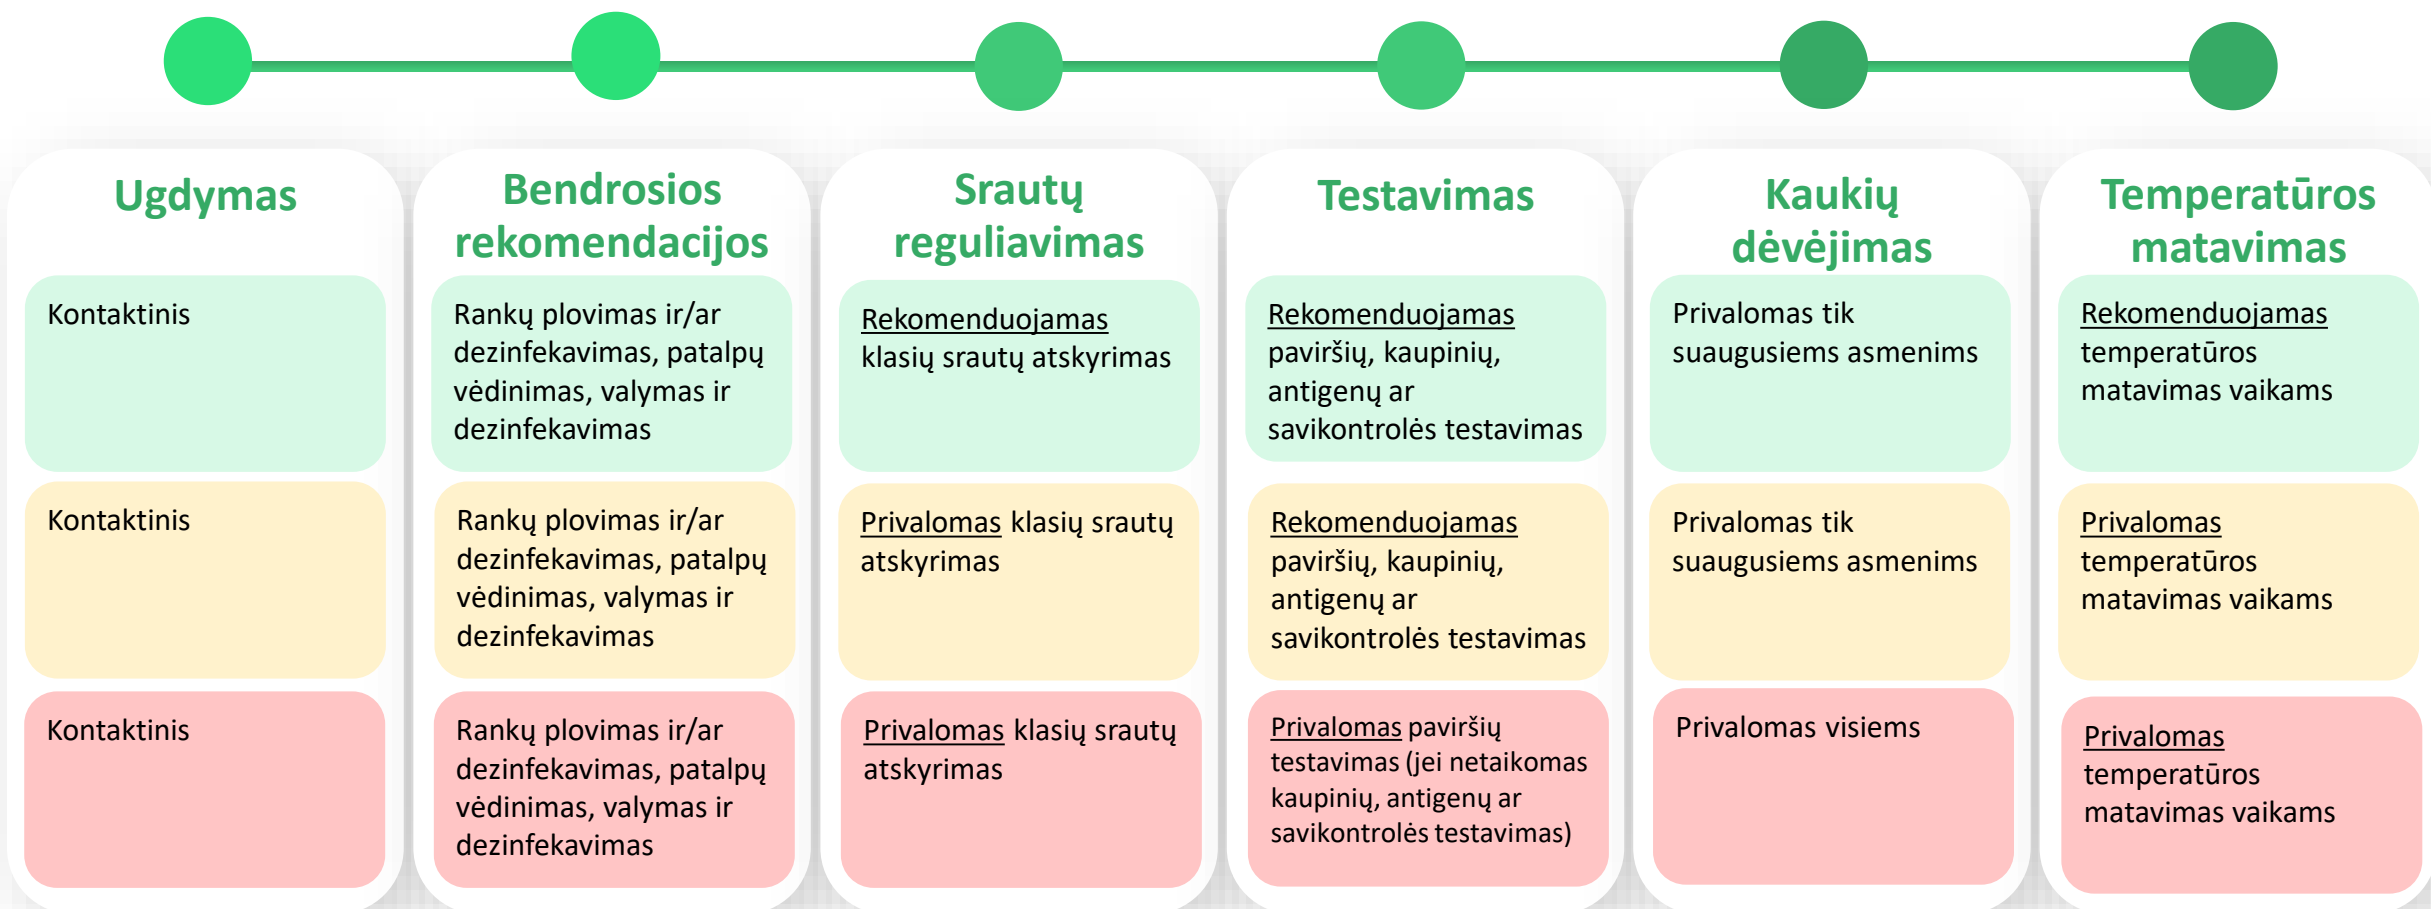 Ugdymas
Kontaktinis
Kontaktinis
Kontaktinis
Bendrosios
rekomendacijos
Rankų plovimas ir/ar
dezinfekavimas, patalpų
vėdinimas, valymas ir
dezinfekavimas
Rankų plovimas ir/ar
dezinfekavimas, patalpų
vėdinimas, valymas ir
dezinfekavimas
Rankų plovimas ir/ar
dezinfekavimas, patalpų
vėdinimas, valymas ir
dezinfekavimas
Srautų
reguliavimas
Rekomenduojamas
klasių srautų atskyrimas
Privalomas klasių srautų
atskyrimas
Privalomas klasių srautų
atskyrimas
Testavimas
Rekomenduojamas
paviršių, kaupinių,
antigenų ar
savikontrolės testavimas
Rekomenduojamas
paviršių, kaupinių,
antigenų ar
savikontrolės testavimas
Privalomas paviršių
testavimas (jei netaikomas
kaupinių, antigenų ar
savikontrolės testavimas)
Kaukių
dėvėjimas
Privalomas tik
suaugusiems asmenims
Privalomas tik
suaugusiems asmenims
Privalomas visiems
Temperatūros
matavimas
Rekomenduojamas
temperatūros
matavimas vaikams
Privalomas
temperatūros
matavimas vaikams
Privalomas
temperatūros
matavimas vaikams